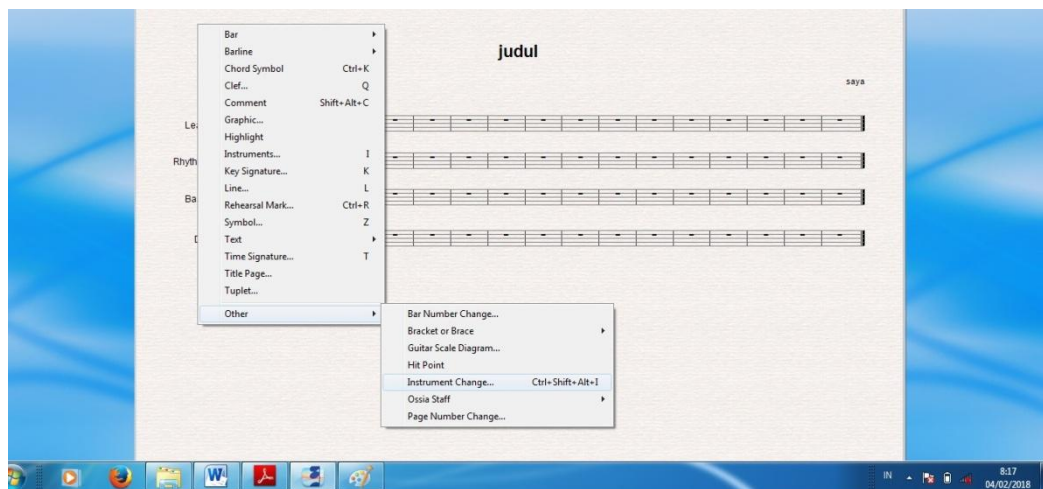 judul
saya
Bar
Barline
Chord Symbol Ctrl+K
Clef... Q
Comment Shift+Alt+C
Graphic...
Highlight
Instruments... I
Key Signature... K
Line... L
Rehearsal Mark... Ctrl+R
Symbol... Z
Text
Time Signature... T
Title Page...
Tuplet...
Other
Lea
Rhyth
Ba
Bar Number Change...
Bracket or Brace
Guitar Scale Diagram...
Hit Point
Instrument Change... Ctrl+Shift+Alt+I
Ossia Staff
Page Number Change...
W
IN
8:17
04/02/2018